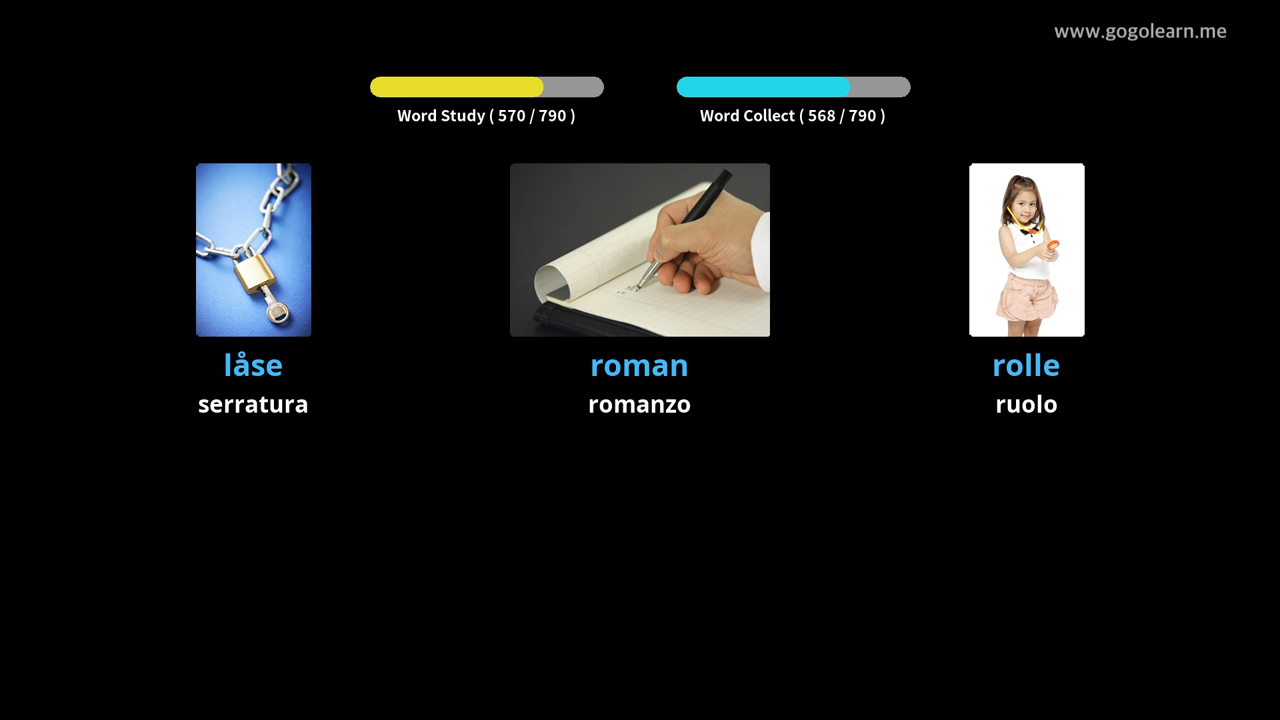 www.gogolearn.me
Word Study ( 570 / 790 )
Word Collect ( 568 / 790 )
låse
serratura
roman
romanzo
rolle
ruolo